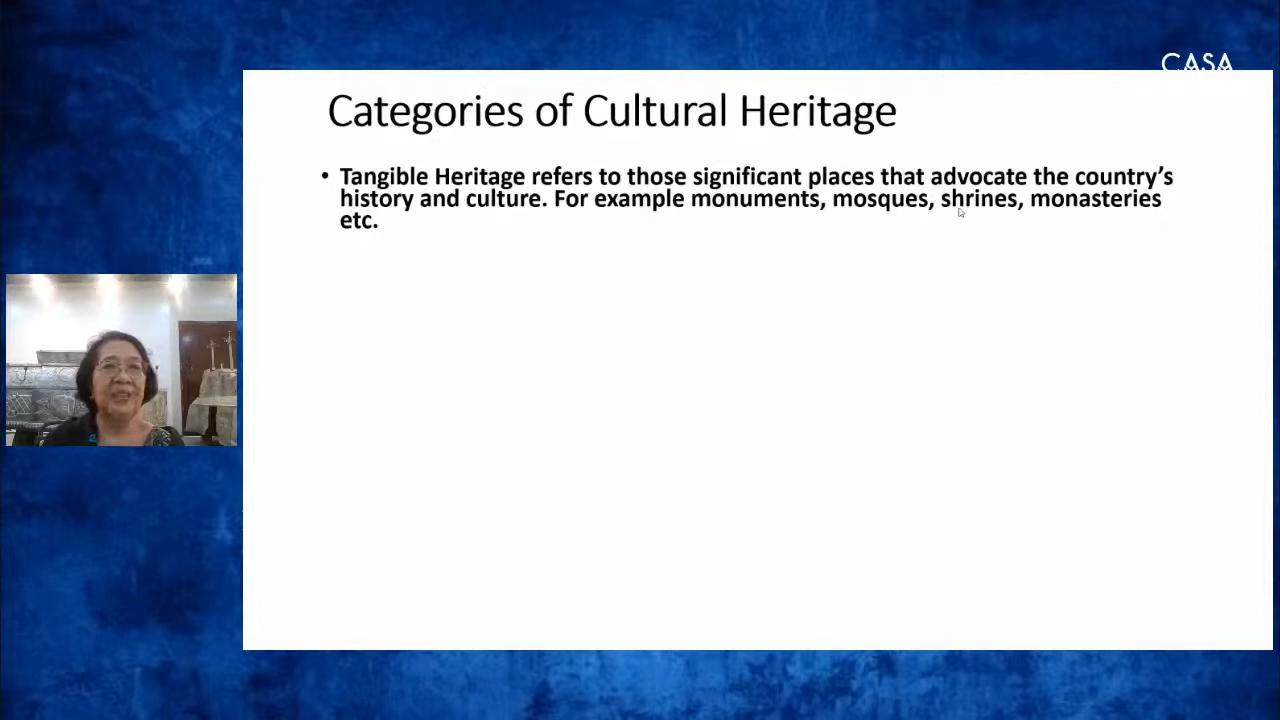 CASA
Categories of Cultural Heritage
• Tangible Heritage refers to those significant places that advocate the country’s
history and culture. For example monuments, mosques, shrines, monasteries
etc.